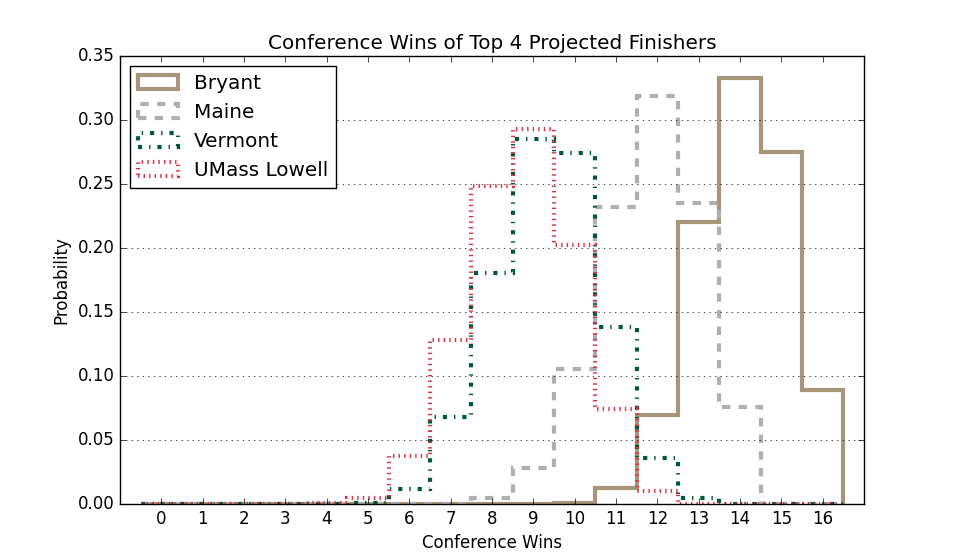 Conference Wins of Top 4 Projected Finishers
Bryant
Maine
Vermont
UMass Lowell
0.35
0.30
0.25
0.20
0.15
0.10
0.05
0.00
Probability
0 1 2 3 4 5 6 7 8 9 10 11 12 13 14 15 16
Conference Wins